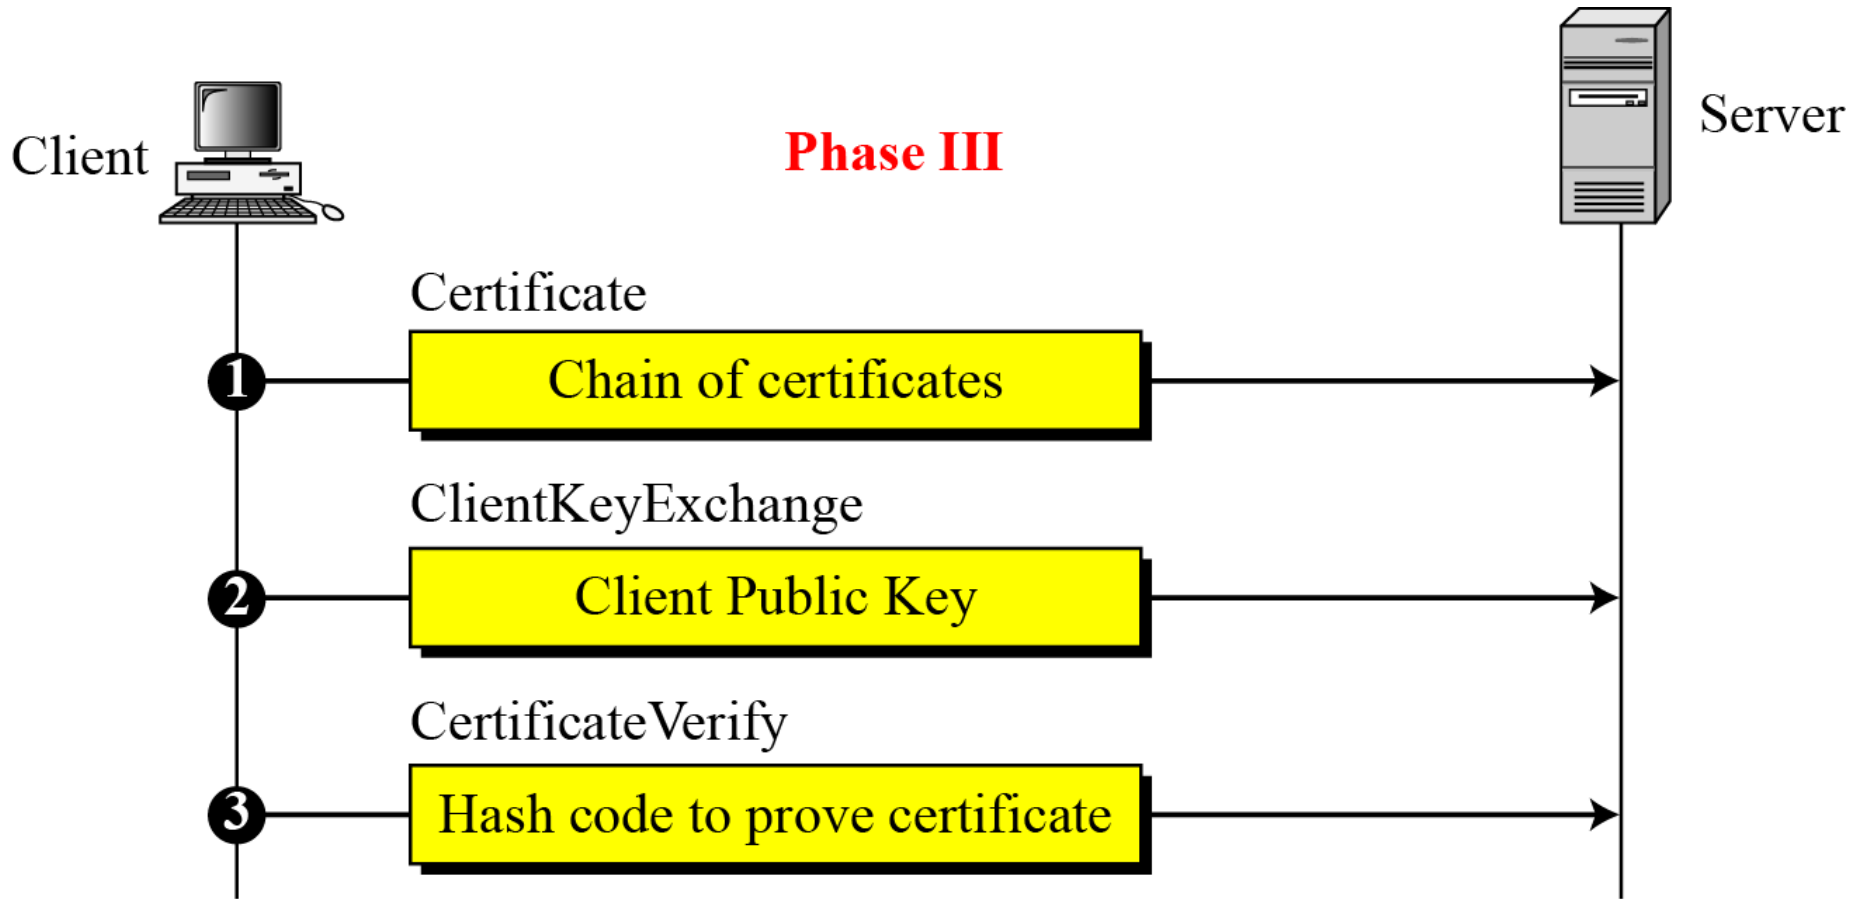 Client
Phase III
Server
Certificate
1
Chain of certificates
ClientKeyExchange
2
Client Public Key
CertificateVerify
3
Hash code to prove certificate